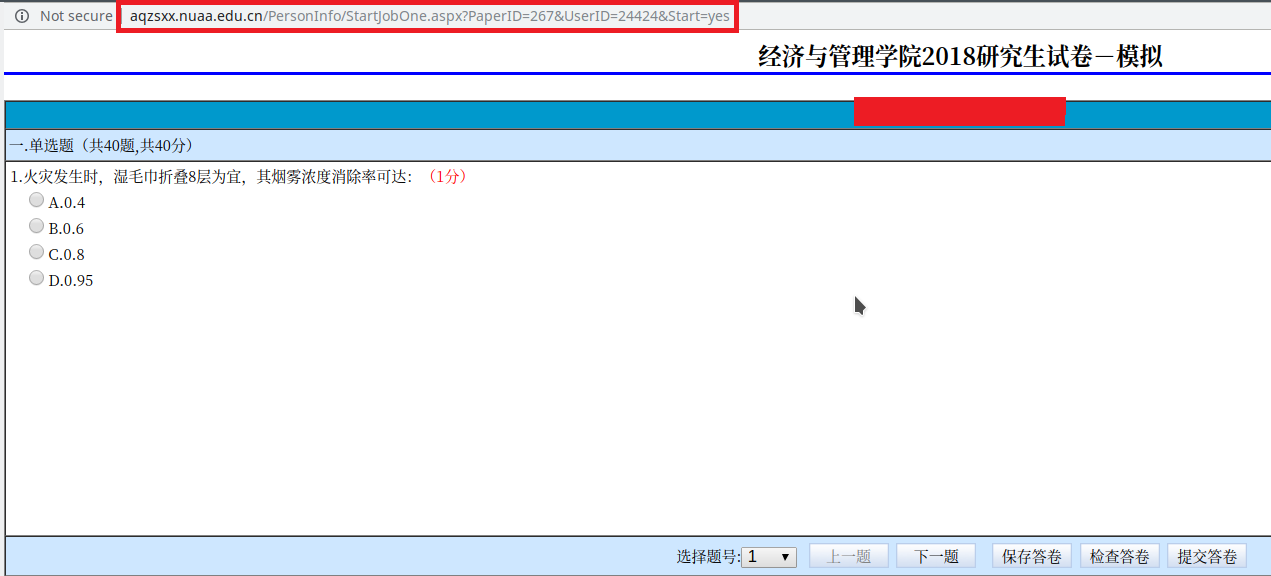 Not secure aqzsxx.nuaa.edu.cn/PersonInfo/StartJobOne.aspx?PaperID=267&UserID=24424&Start=yes
经济与管理学院2018研究生试卷－模拟
一.单选题（共40题,共40分）
1.火灾发生时，湿毛巾折叠8层为宜，其烟雾浓度消除率可达：（1分）
A.0.4
B.0.6
C.0.8
D.0.95
选择题号: 1 上一题 下一题 保存答卷 检查答卷 提交答卷